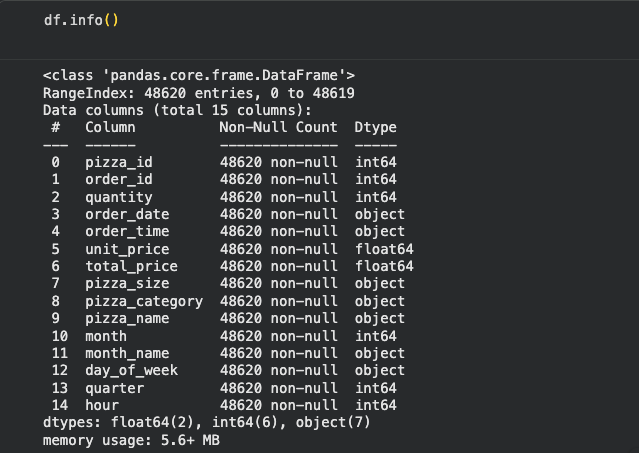 df.info()
<class 'pandas.core.frame.DataFrame'>
RangeIndex: 48620 entries, 0 to 48619
Data columns (total 15 columns):
 #   Column          Non-Null Count  Dtype
---  ------          --------------  -----
 0   pizza_id        48620 non-null  int64
 1   order_id        48620 non-null  int64
 2   quantity        48620 non-null  int64
 3   order_date      48620 non-null  object
 4   order_time      48620 non-null  object
 5   unit_price      48620 non-null  float64
 6   total_price     48620 non-null  float64
 7   pizza_size      48620 non-null  object
 8   pizza_category  48620 non-null  object
 9   pizza_name      48620 non-null  object
 10  month           48620 non-null  int64
 11  month_name      48620 non-null  object
 12  day_of_week     48620 non-null  object
 13  quarter         48620 non-null  int64
 14  hour            48620 non-null  int64
dtypes: float64(2), int64(6), object(7)
memory usage: 5.6+ MB